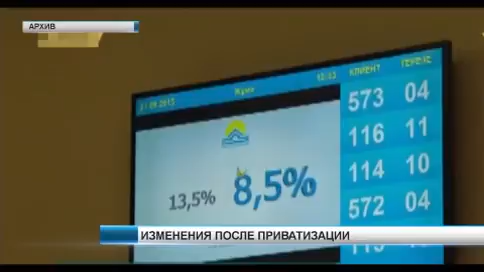 АРХИВ
КЛИЕНТ ТЕРЕЗЕ
573 04
116 11
114 10
572 04
13,5% 8,5%
ИЗМЕНЕНИЯ ПОСЛЕ ПРИВАТИЗАЦИИ